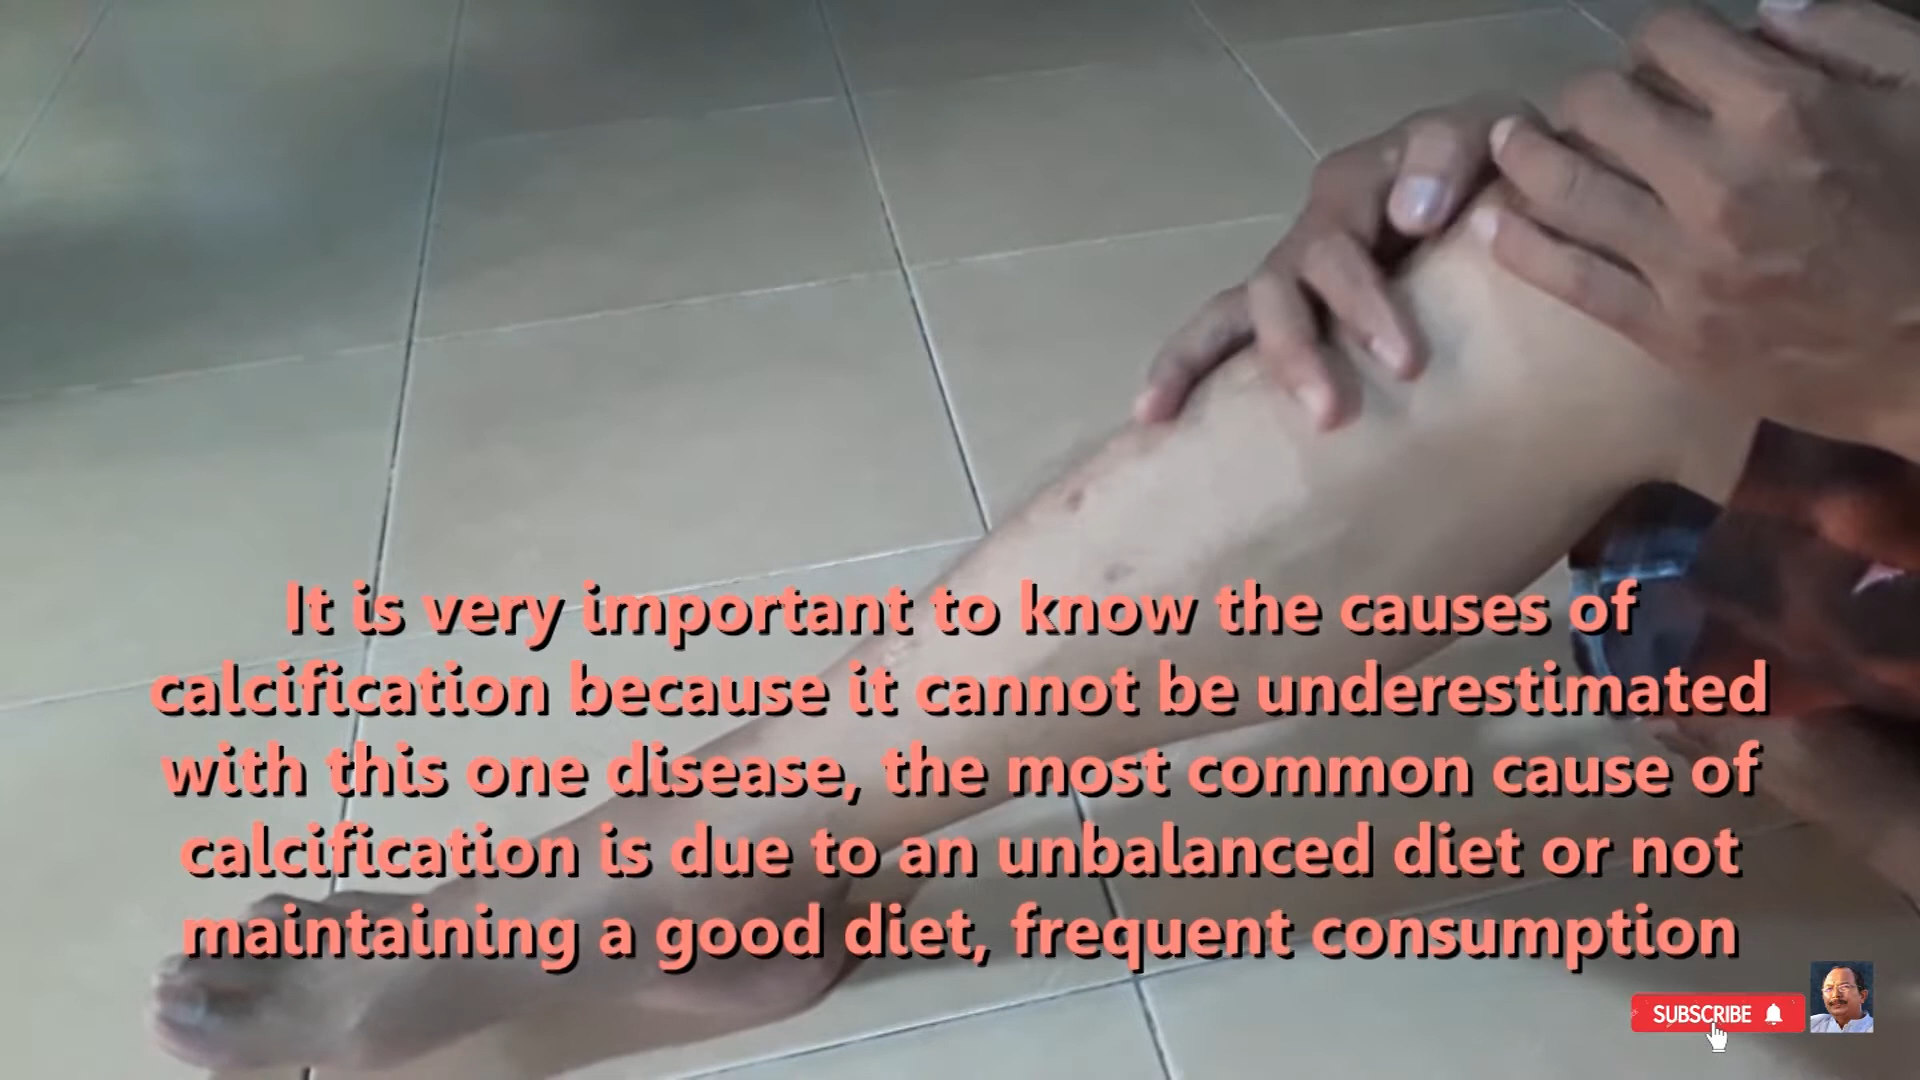 It is very important to know the causes of
calcification because it cannot be underestimated
with this one disease, the most common cause of
calcification is due to an unbalanced diet or not
maintaining a good diet, frequent consumption
SUBSCRIBE